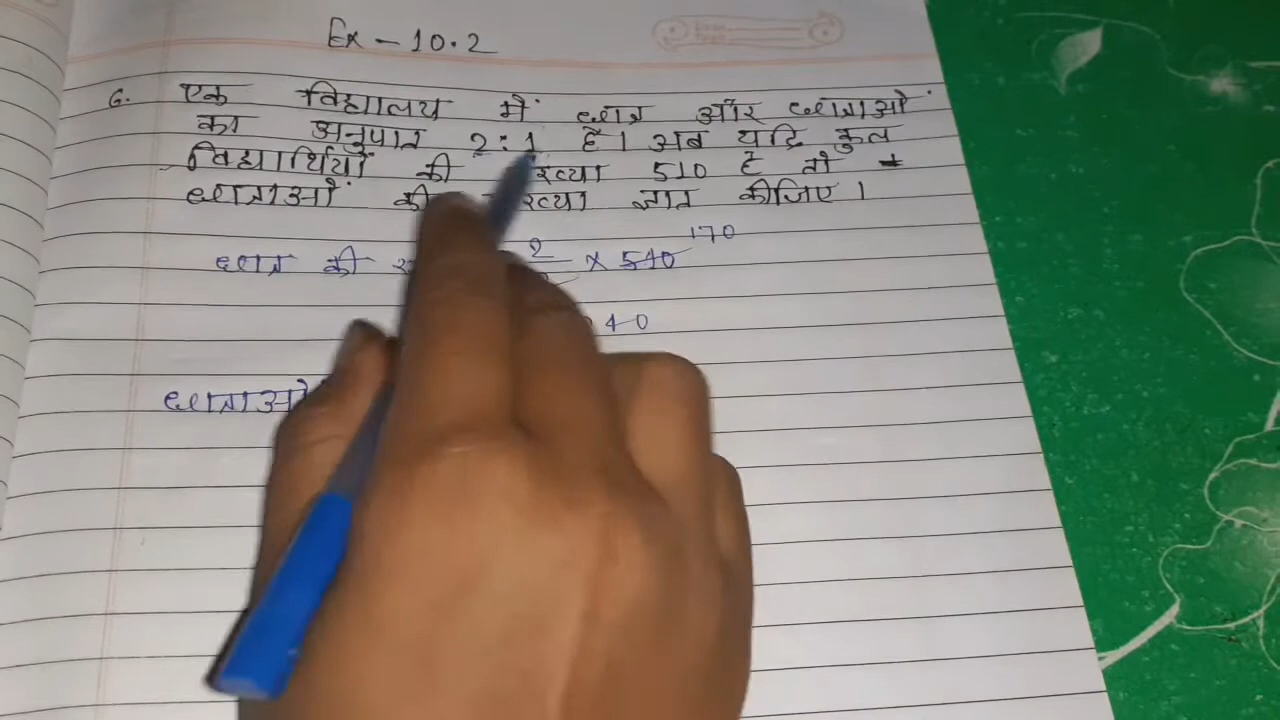 Ex - 10.2
6. एक विद्यालय में छात्र और छात्राओं
का अनुपात 2:1 है। अब यदि कुल
विद्यार्थियों की संख्या 510 है तो
छात्राओं की संख्या ज्ञात कीजिए।
छात्र की 2 × 510 170
40
छात्राओं